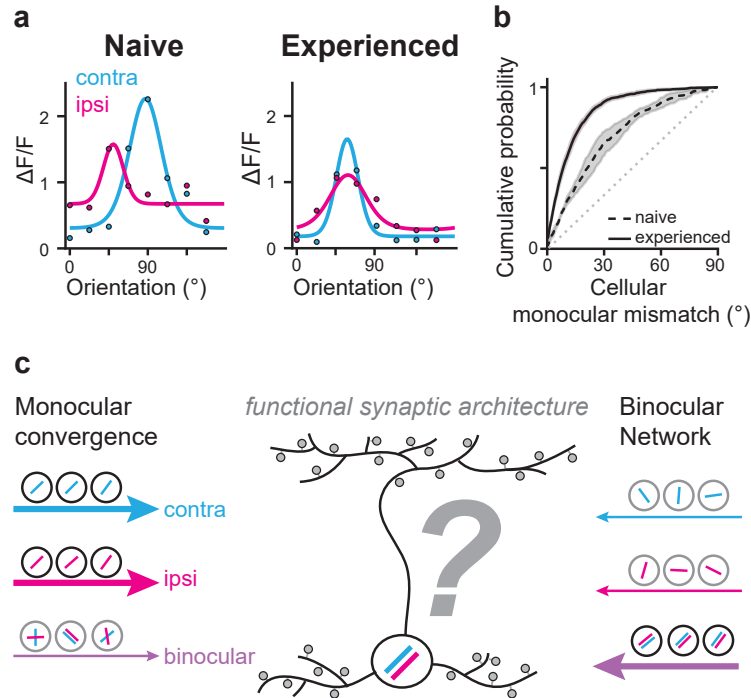 a
Naive
Experienced
contra
ipsi
ΔF/F
2
1
0
0
90
Orientation (°)
ΔF/F
2
1
0
0
90
Orientation (°)
b
Cumulative probability
1
0
naive
experienced
0
30
60
90
Cellular
monocular mismatch (°)
c
Monocular
convergence
functional synaptic architecture
Binocular
Network
contra
ipsi
binocular
?